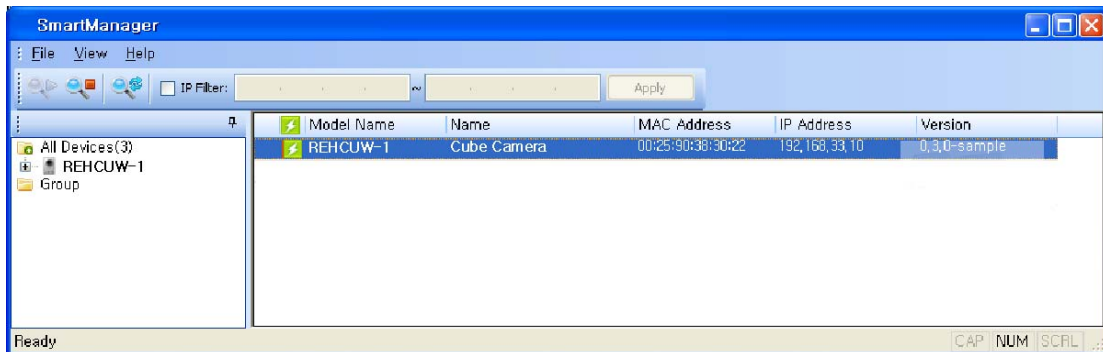 SmartManager
File View Help
IP Filter: . . . ~ . . . Apply
Model Name Name MAC Address IP Address Version
All Devices(3)
REHCUW-1 REHCUW-1 Cube Camera 00:25:90:38:30:22 192,168,33,10 0,3,0-sample
Group
Ready CAP NUM SCRL